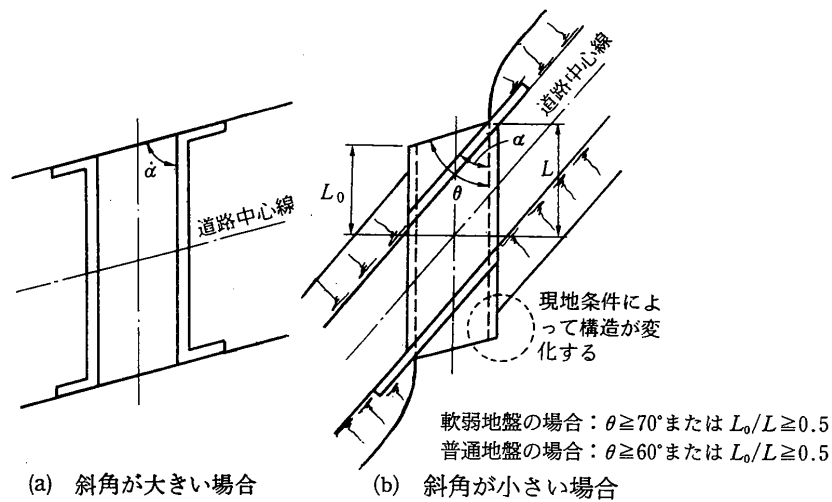 道路中心線
α
L₀
θ
α
L
道路中心線
現地条件によ
って構造が変
化する
軟弱地盤の場合：θ≧70°または L₀/L≧0.5
普通地盤の場合：θ≧60°または L₀/L≧0.5
(a) 斜角が大きい場合
(b) 斜角が小さい場合